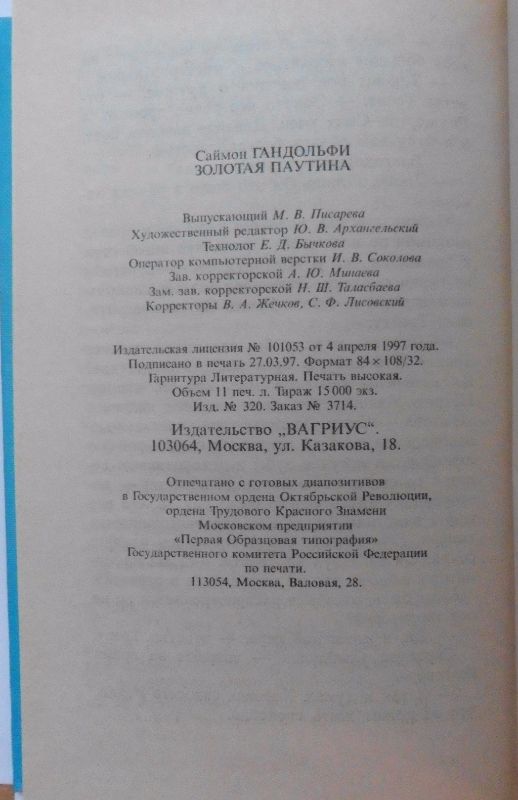 Саймон ГАНДОЛЬФИ
ЗОЛОТАЯ ПАУТИНА
Выпускающий М. В. Писарева
Художественный редактор Ю. В. Архангельский
Технолог Е. Д. Бычкова
Оператор компьютерной верстки И. В. Соколова
Зав. корректорской А. Ю. Минаева
Зам. зав. корректорской Н. Ш. Таласбаева
Корректоры В. А. Жечков, С. Ф. Лисовский
Издательская лицензия № 101053 от 4 апреля 1997 года.
Подписано в печать 27.03.97. Формат 84×108/32.
Гарнитура Литературная. Печать высокая.
Объем 11 печ. л. Тираж 15 000 экз.
Изд. № 320. Заказ № 3714.
Издательство „ВАГРИУС“.
103064, Москва, ул. Казакова, 18.
Отпечатано с готовых диапозитивов
в Государственном ордена Октябрьской Революции,
ордена Трудового Красного Знамени
Московском предприятии
«Первая Образцовая типография»
Государственного комитета Российской Федерации
по печати.
113054, Москва, Валовая, 28.